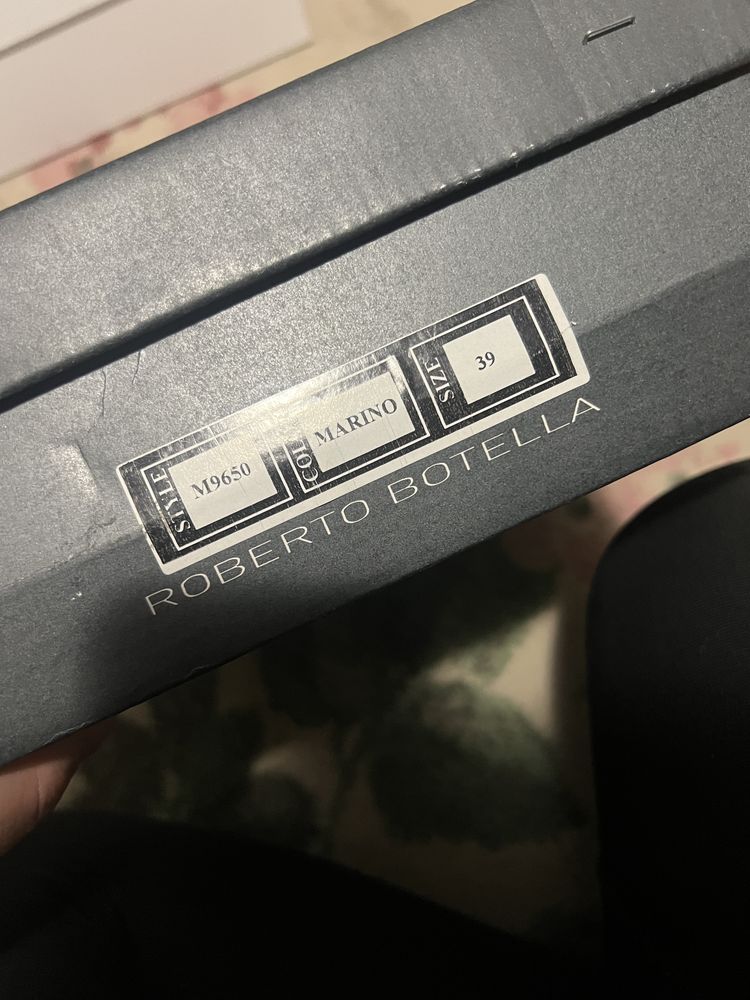 STYLE M9650 COL MARINO SIZE 39
ROBERTO BOTELLA